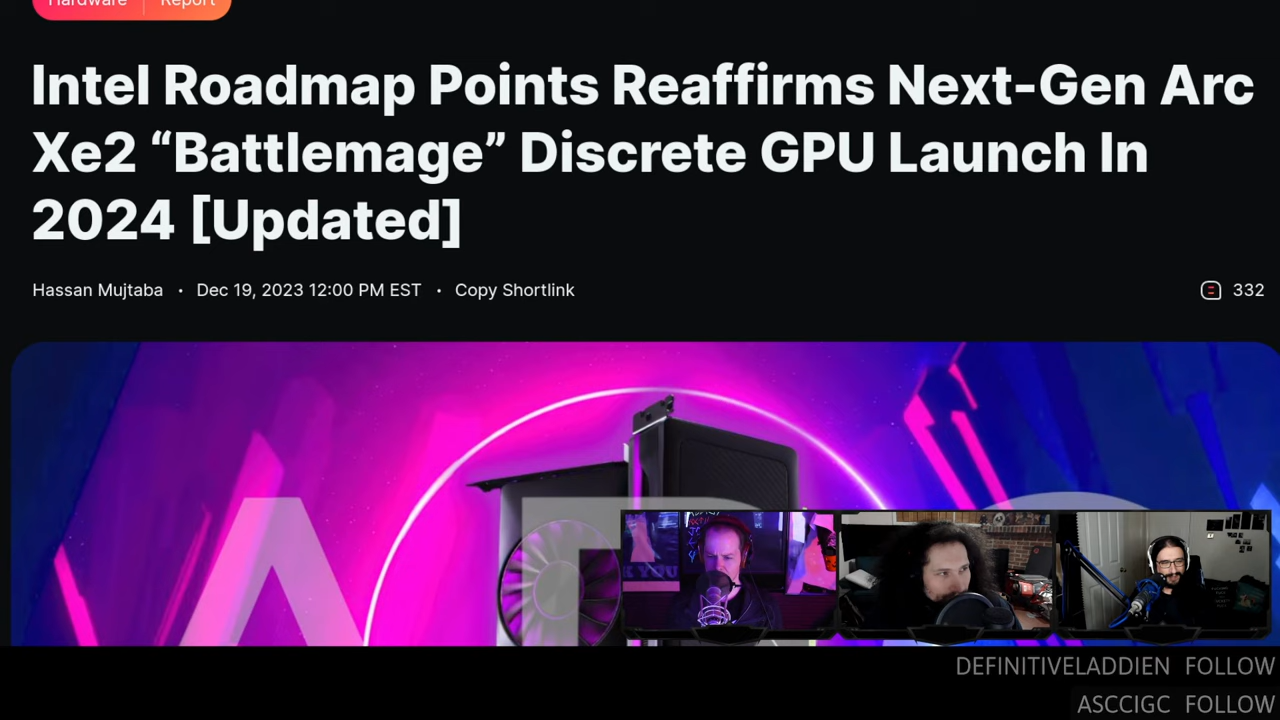 Hardware Report
Intel Roadmap Points Reaffirms Next-Gen Arc
Xe2 “Battlemage” Discrete GPU Launch In
2024 [Updated]
Hassan Mujtaba • Dec 19, 2023 12:00 PM EST • Copy Shortlink
332
DEFINITIVELADDIEN FOLLOW
ASCCIGC FOLLOW